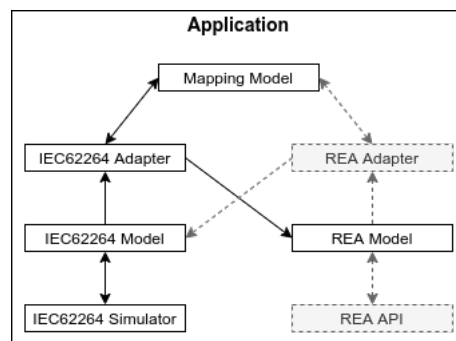 Application
Mapping Model
IEC62264 Adapter
REA Adapter
IEC62264 Model
REA Model
IEC62264 Simulator
REA API